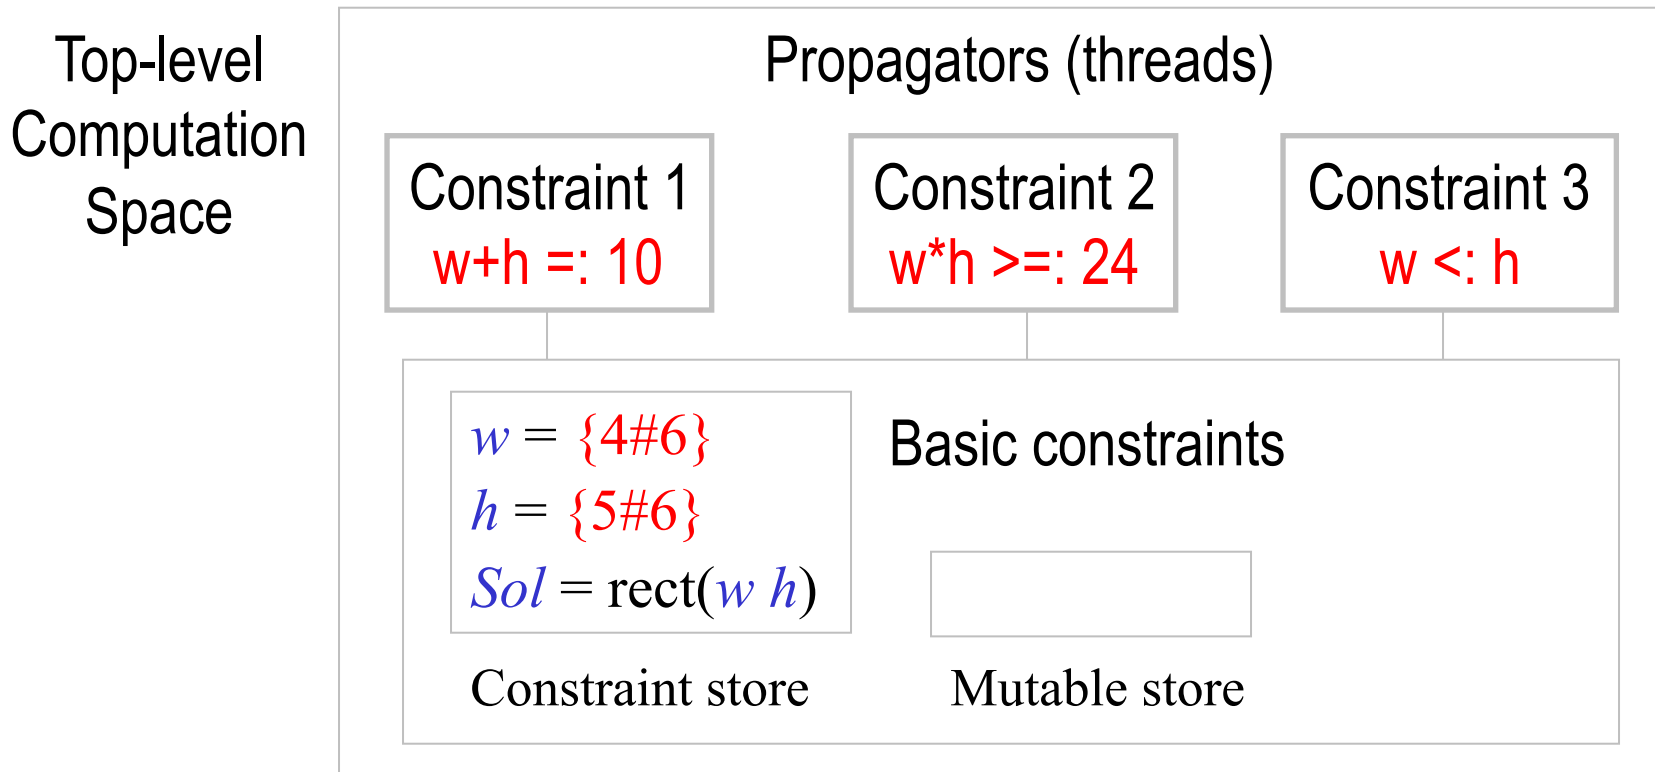 Top-level
Computation
Space
Propagators (threads)
Constraint 1
w+h =: 10
Constraint 2
w*h >=: 24
Constraint 3
w <: h
w = {4#6}
h = {5#6}
Sol = rect(w h)
Constraint store
Basic constraints
Mutable store